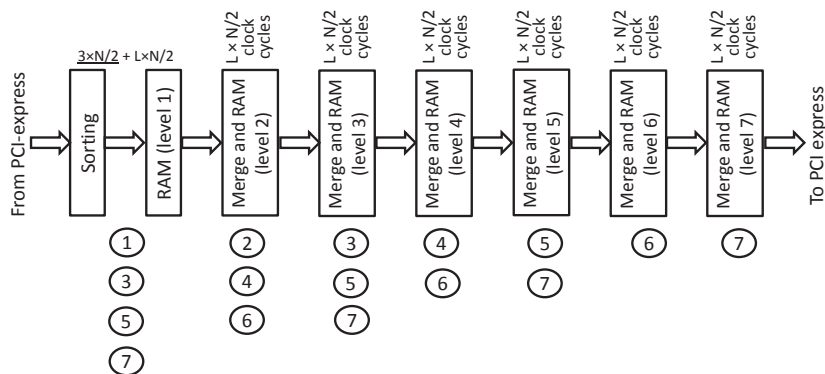 3×N/2 + L×N/2
L × N/2
clock
cycles
L × N/2
clock
cycles
L × N/2
clock
cycles
L × N/2
clock
cycles
L × N/2
clock
cycles
L × N/2
clock
cycles
From PCI-express
Sorting
RAM (level 1)
Merge and RAM
(level 2)
Merge and RAM
(level 3)
Merge and RAM
(level 4)
Merge and RAM
(level 5)
Merge and RAM
(level 6)
Merge and RAM
(level 7)
To PCI express
1 2 3 4 5 6 7
3 4 5 6 7
5 6 7
7